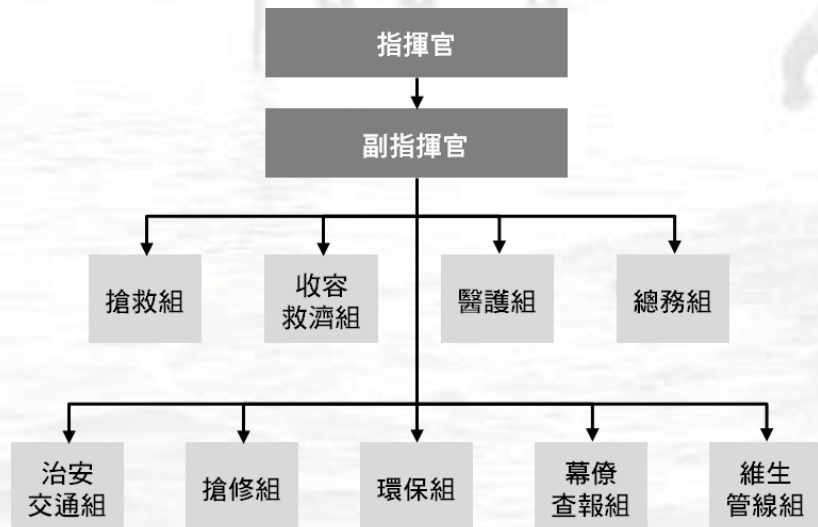 指揮官
副指揮官
搶救組
收容
救濟組
醫護組
總務組
治安
交通組
搶修組
環保組
幕僚
查報組
維生
管線組